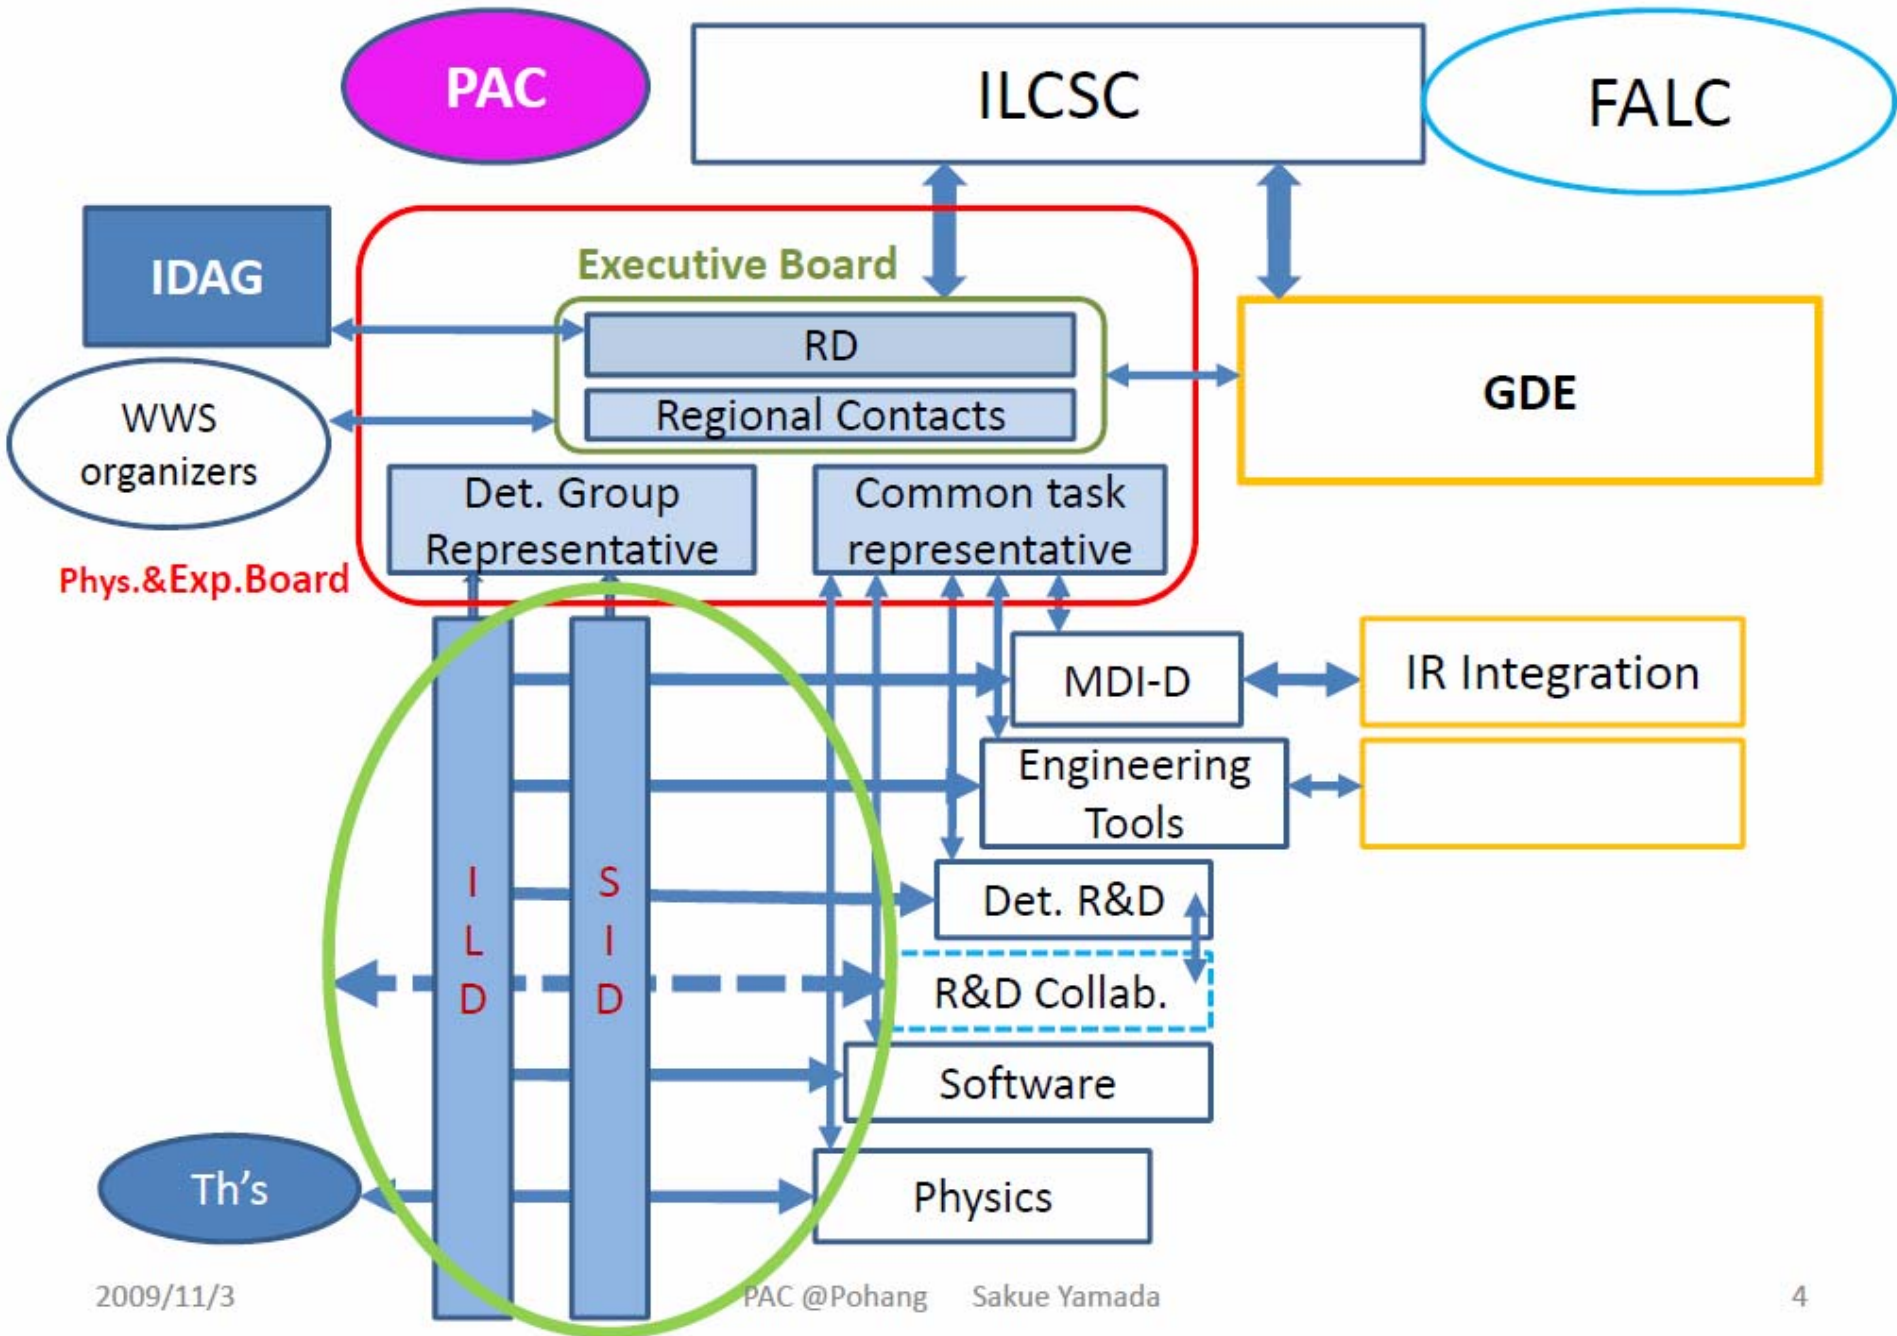 PAC
ILCSC
FALC
IDAG
Executive Board
RD
Regional Contacts
GDE
WWS
organizers
Det. Group
Representative
Common task
representative
Phys.&Exp.Board
MDI-D
IR Integration
Engineering
Tools
I
L
D
S
I
D
Det. R&D
R&D Collab.
Software
Th's
Physics
2009/11/3
PAC @Pohang Sakue Yamada
4